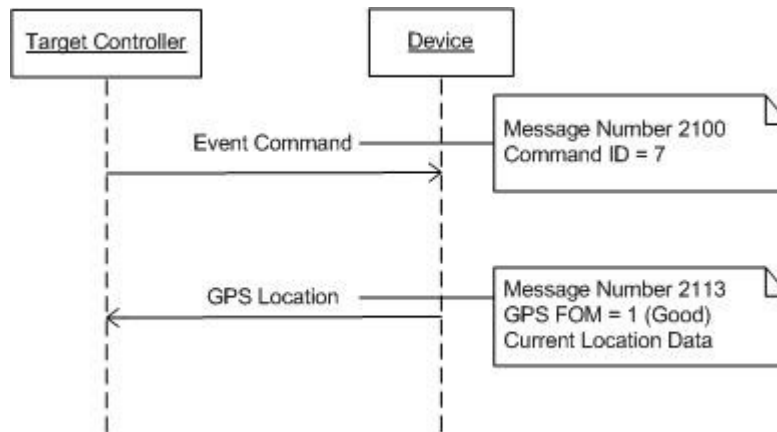 Target Controller
Device
Event Command
Message Number 2100
Command ID = 7
GPS Location
Message Number 2113
GPS FOM = 1 (Good)
Current Location Data